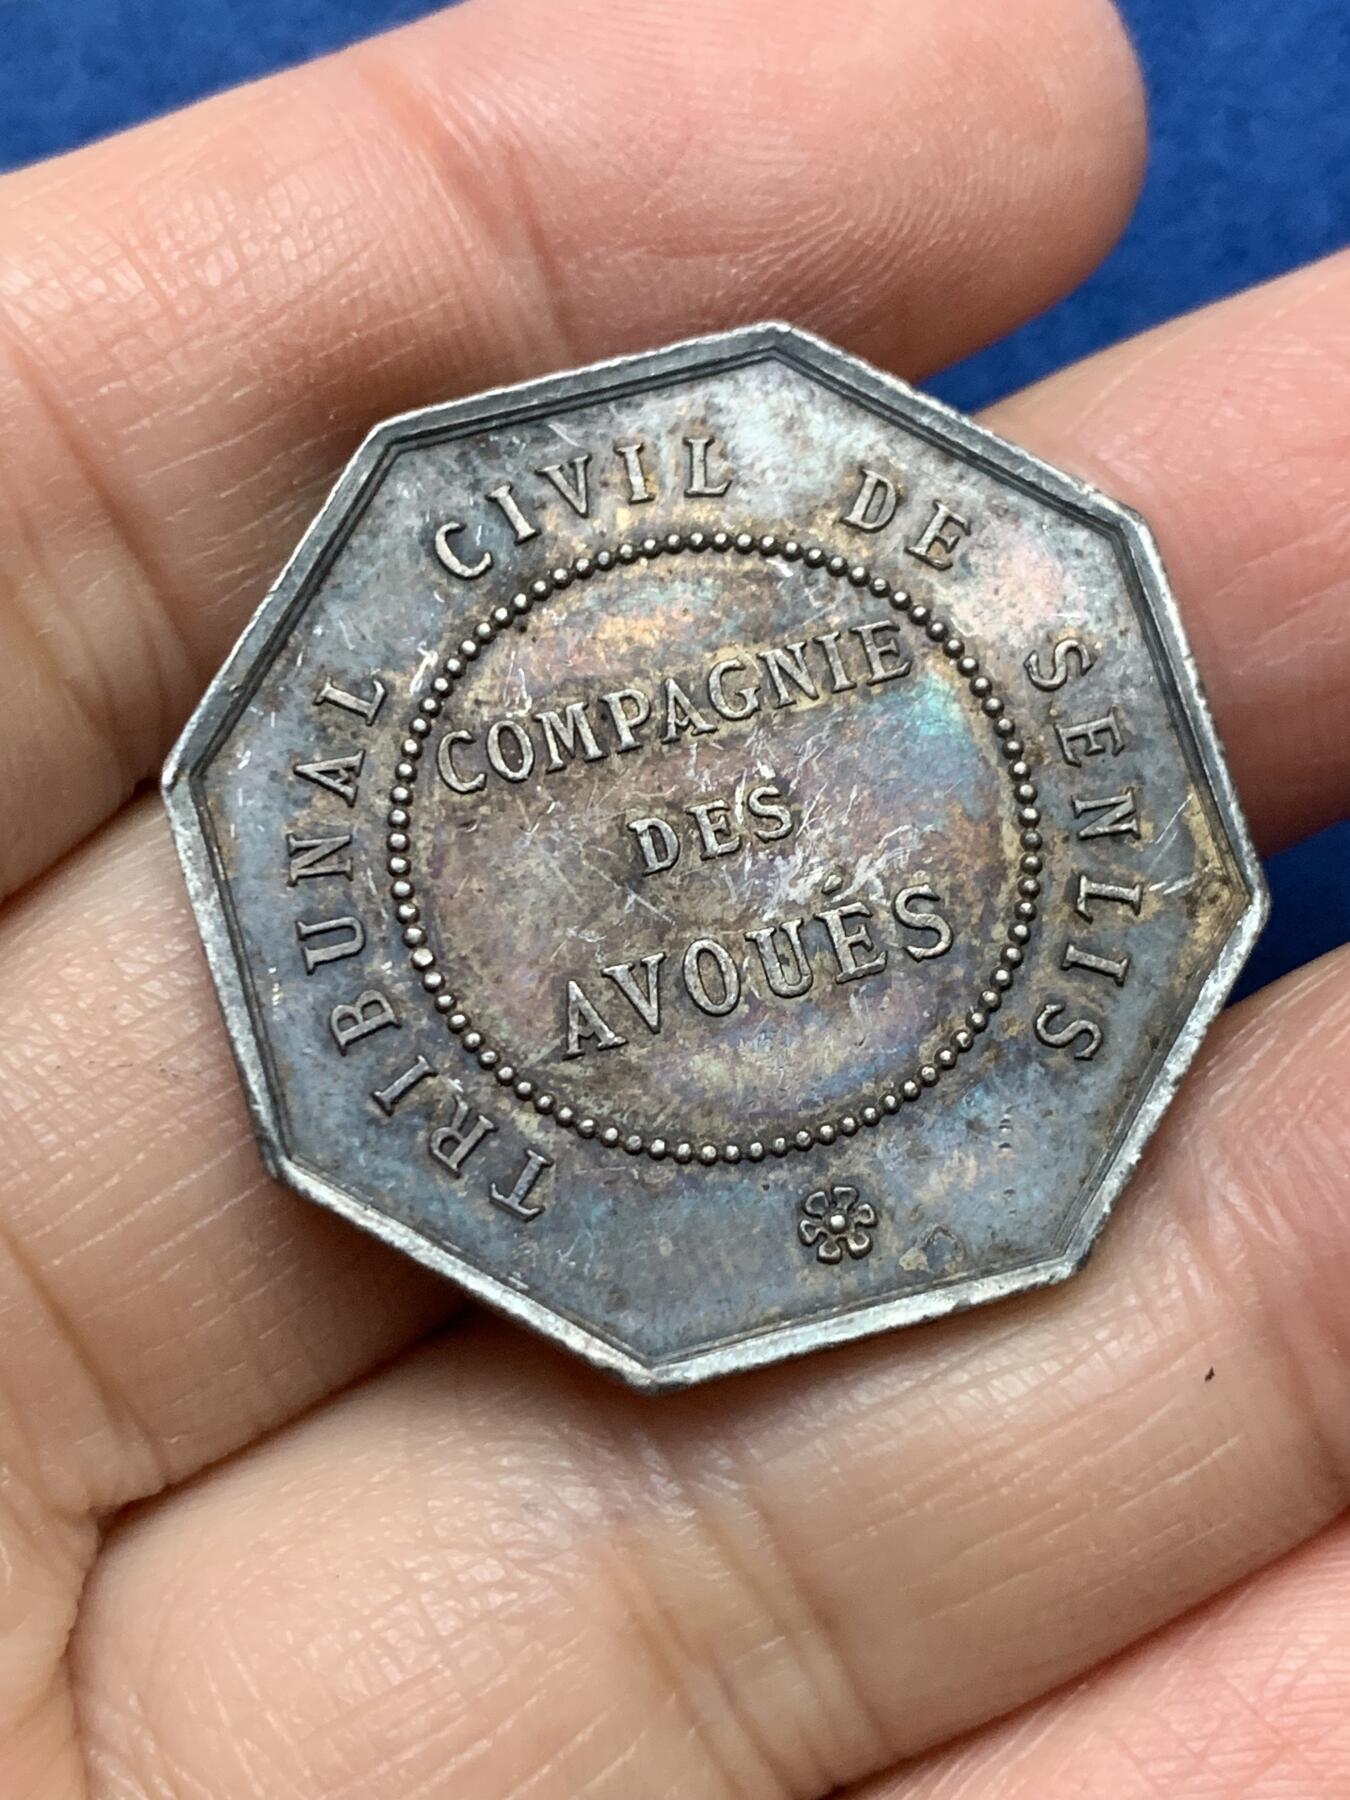 TRIBUNAL CIVIL DE SENLIS
COMPAGNIE
DES
AVOUÉS